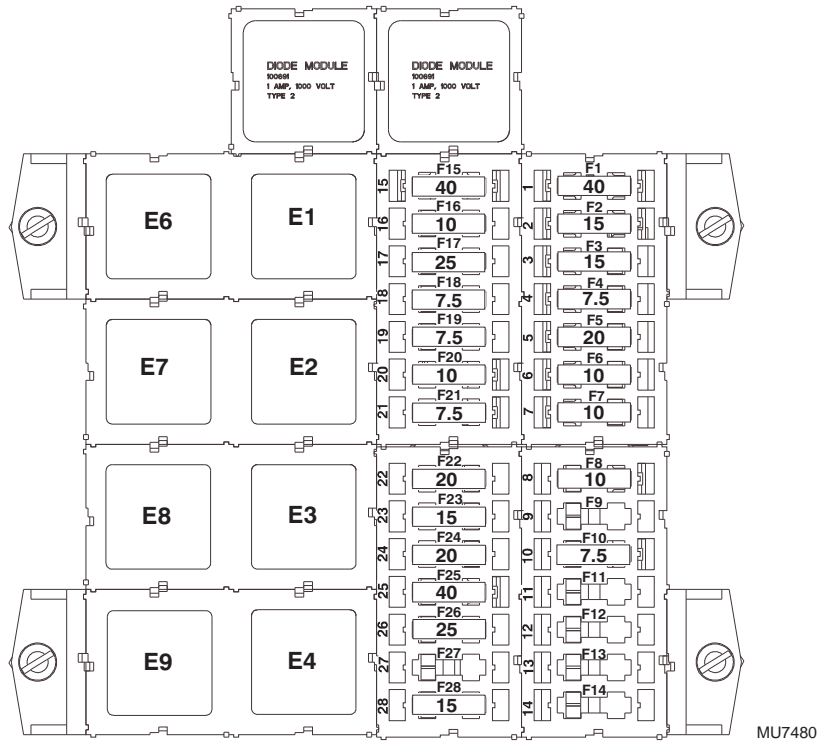 DIODE MODULE
100691
1 AMP, 1000 VOLT
TYPE 2
DIODE MODULE
100691
1 AMP, 1000 VOLT
TYPE 2
E6
E1
E7
E2
E8
E3
E9
E4
15 F15 40
16 F16 10
17 F17 25
18 F18 7.5
19 F19 7.5
20 F20 10
21 F21 7.5
22 F22 20
23 F23 15
24 F24 20
25 F25 40
26 F26 25
27 F27
28 F28 15
1 F1 40
2 F2 15
3 F3 15
4 F4 7.5
5 F5 20
6 F6 10
7 F7 10
8 F8 10
9 F9
10 F10 7.5
11 F11
12 F12
13 F13
14 F14
MU7480